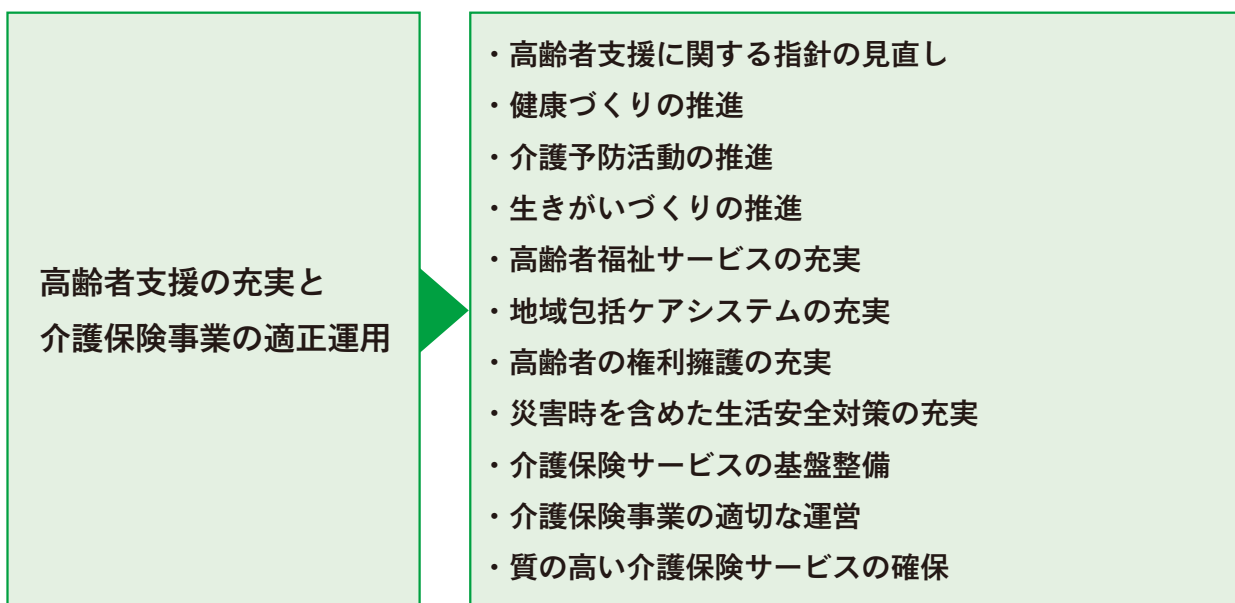 高齢者支援の充実と
介護保険事業の適正運用
・高齢者支援に関する指針の見直し
・健康づくりの推進
・介護予防活動の推進
・生きがいづくりの推進
・高齢者福祉サービスの充実
・地域包括ケアシステムの充実
・高齢者の権利擁護の充実
・災害時を含めた生活安全対策の充実
・介護保険サービスの基盤整備
・介護保険事業の適切な運営
・質の高い介護保険サービスの確保